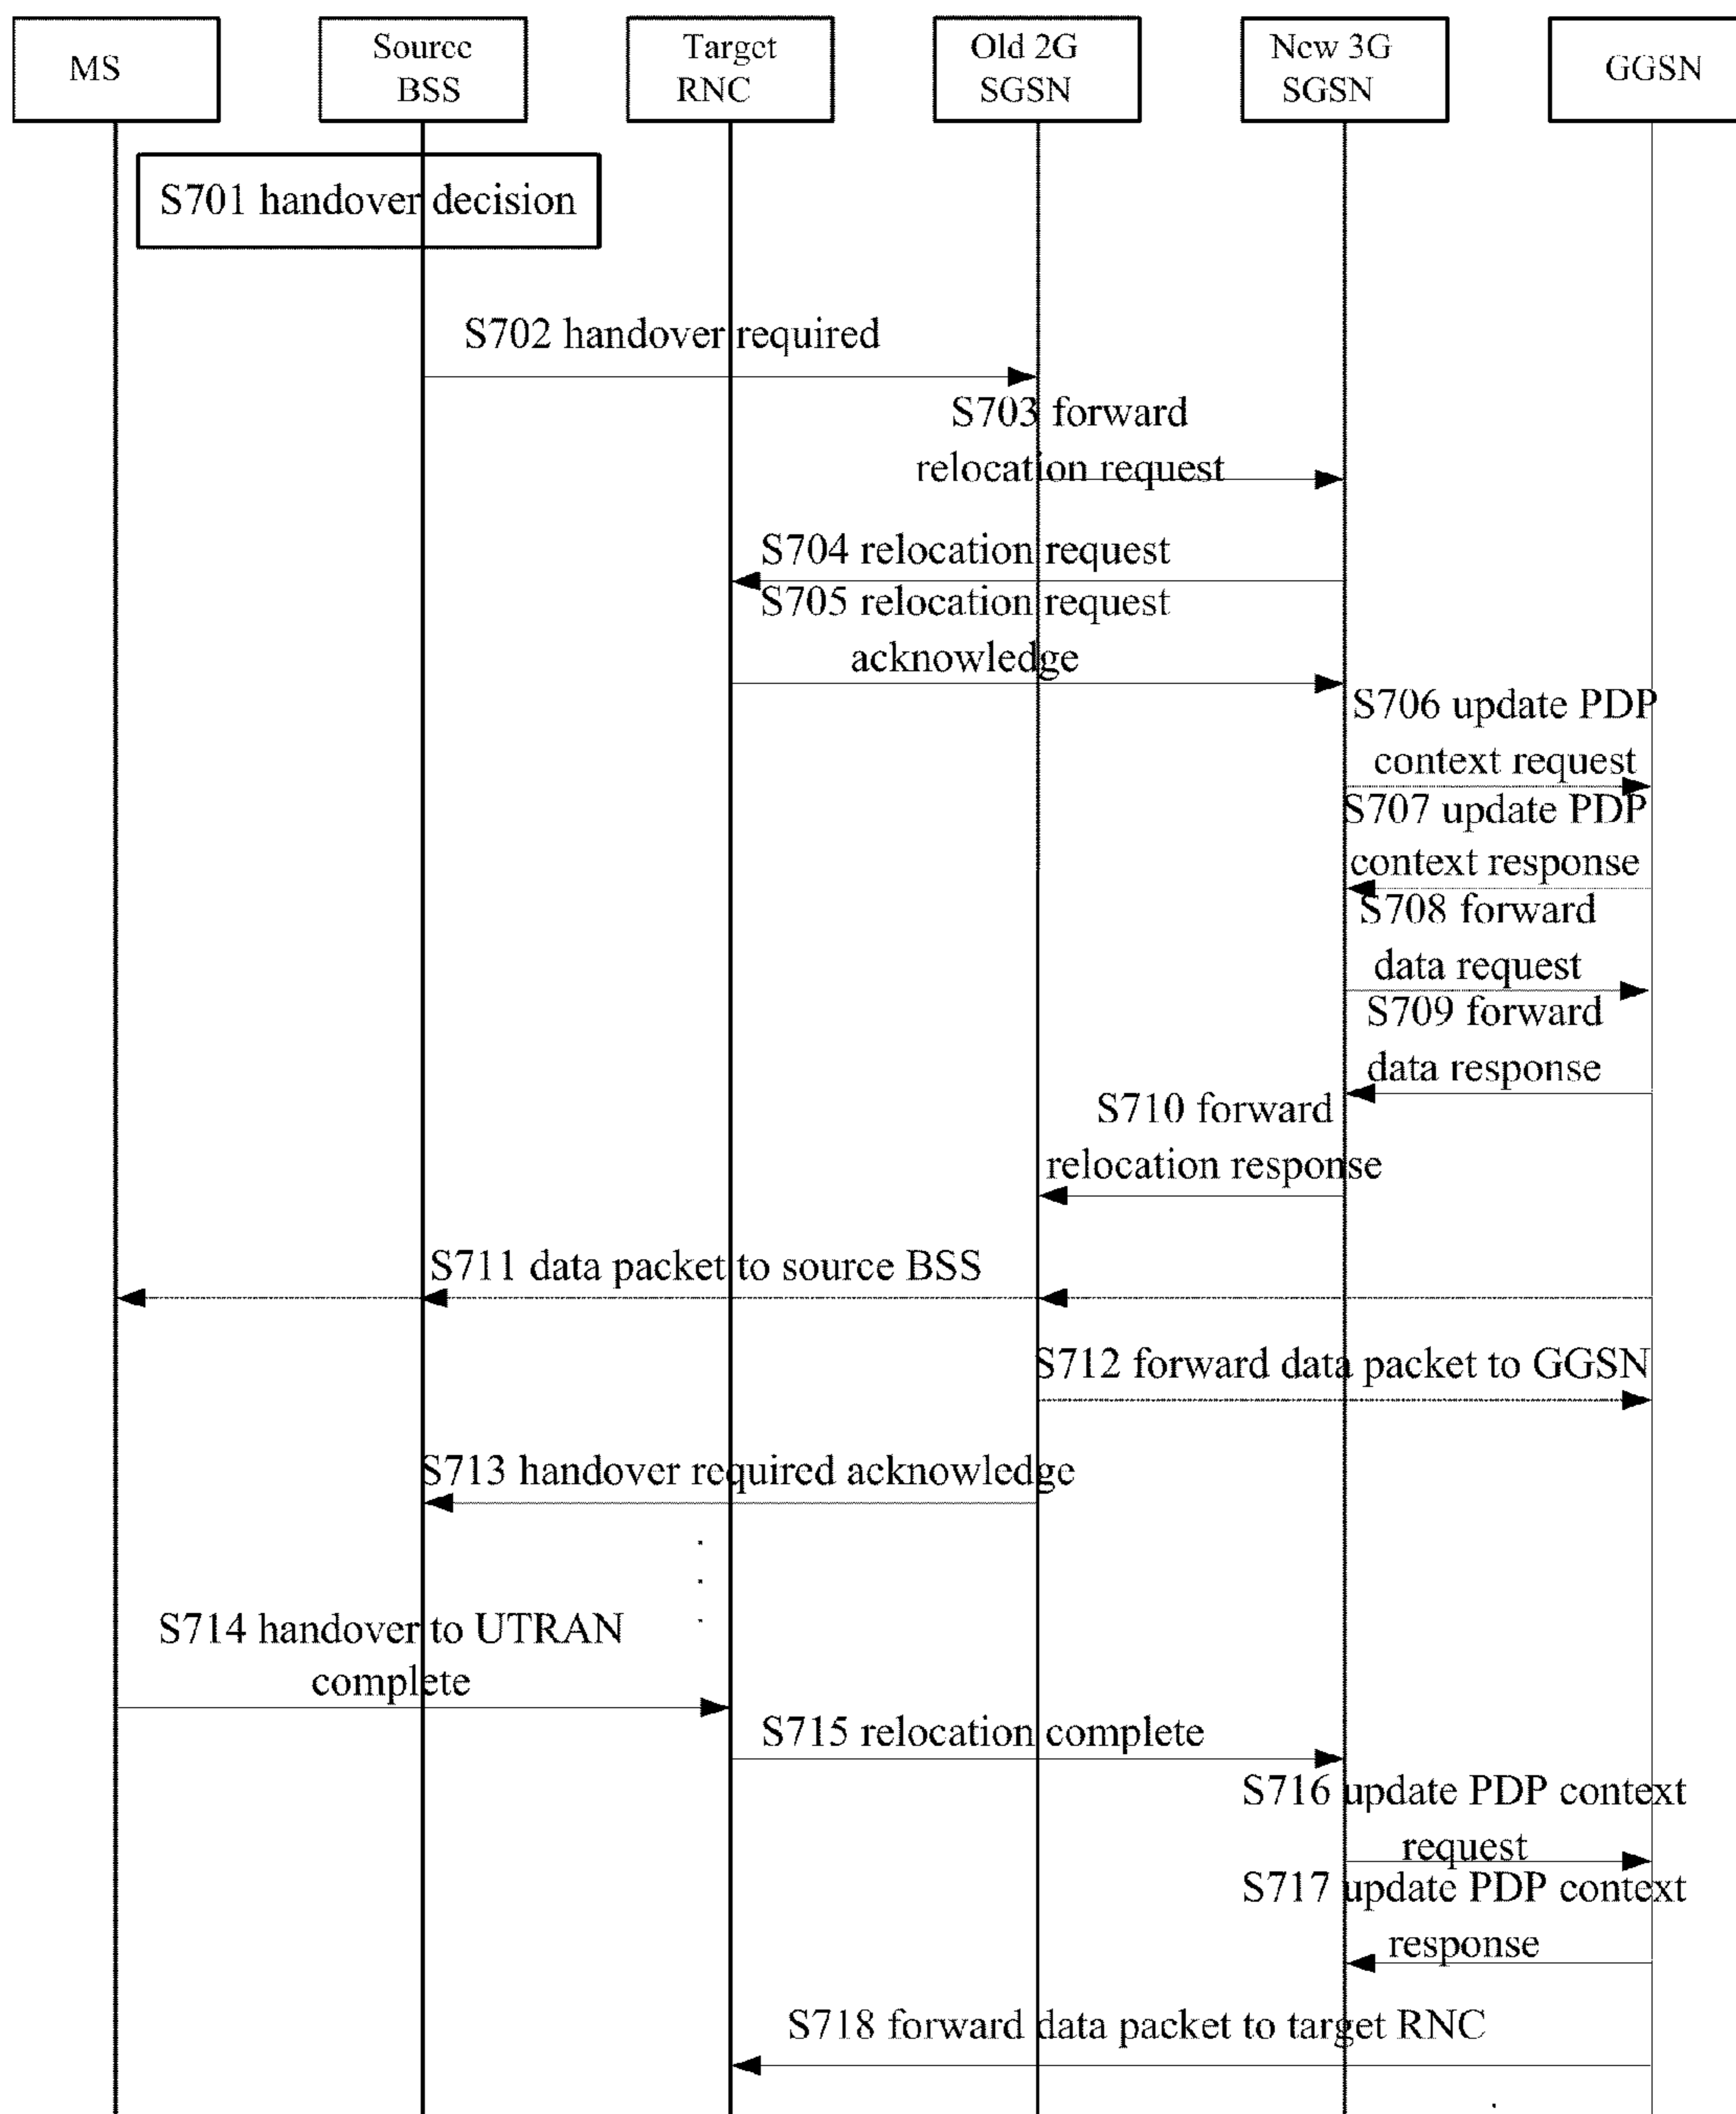 MS
Source
BSS
Target
RNC
Old 2G
SGSN
New 3G
SGSN
GGSN
S701 handover decision
S702 handover required
S703 forward
relocation request
S704 relocation request
S705 relocation request
acknowledge
S706 update PDP
context request
S707 update PDP
context response
S708 forward
data request
S709 forward
data response
S710 forward
relocation response
S711 data packet to source BSS
S712 forward data packet to GGSN
S713 handover required acknowledge
S714 handover to UTRAN
complete
S715 relocation complete
S716 update PDP context
request
S717 update PDP context
response
S718 forward data packet to target RNC